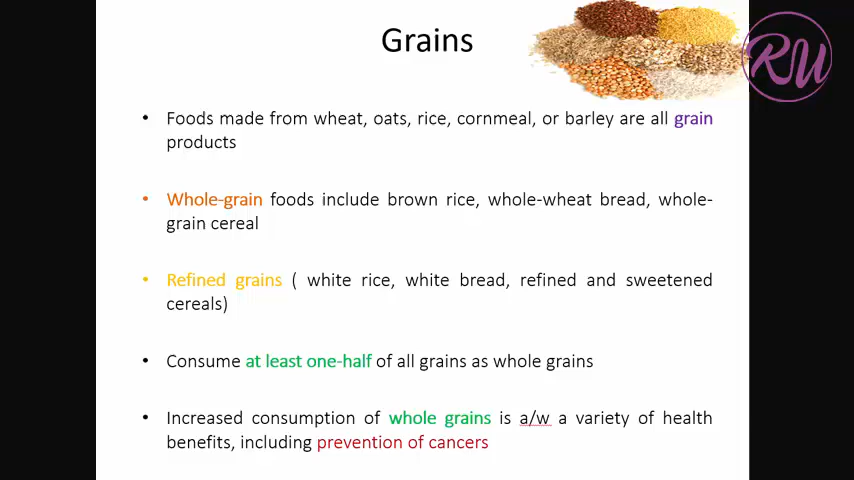 Grains
RU
• Foods made from wheat, oats, rice, cornmeal, or barley are all grain
products
• Whole-grain foods include brown rice, whole-wheat bread, whole-
grain cereal
• Refined grains ( white rice, white bread, refined and sweetened
cereals)
• Consume at least one-half of all grains as whole grains
• Increased consumption of whole grains is a/w a variety of health
benefits, including prevention of cancers